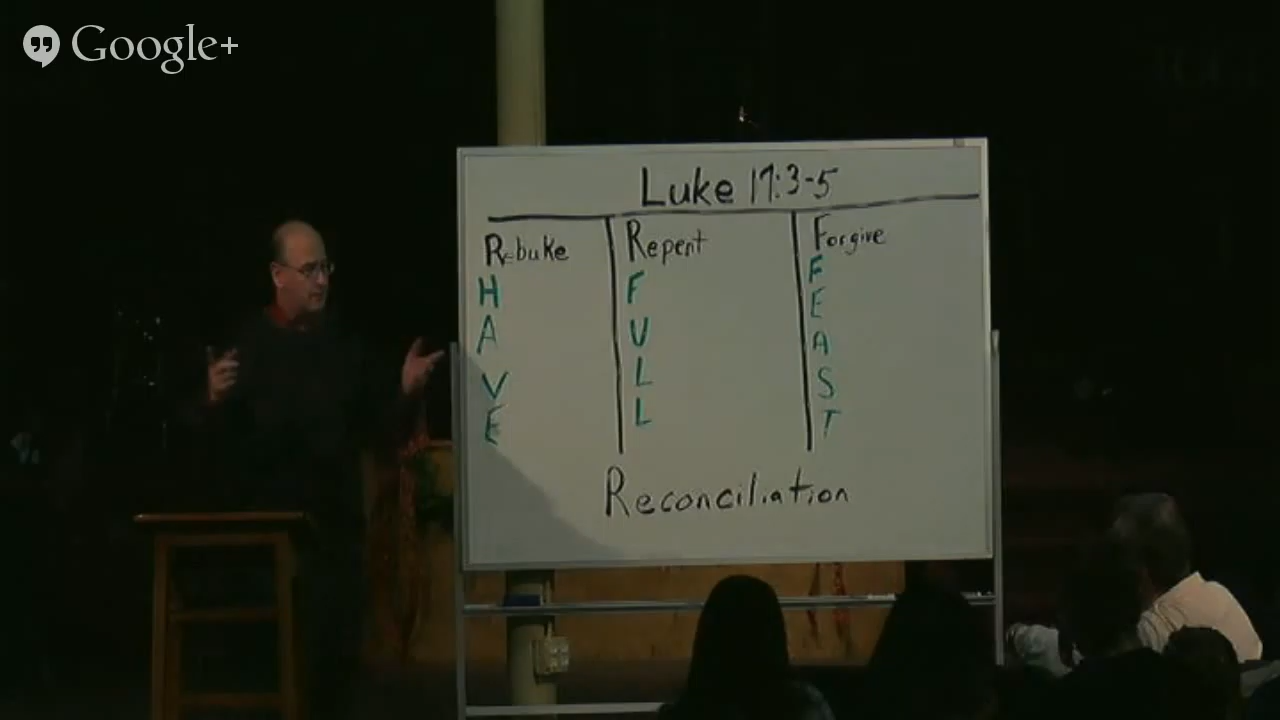 Google+
Luke 17:3-5
Rebuke
H
A
V
E
Repent
F
U
L
L
Forgive
F
E
A
S
T
Reconciliation